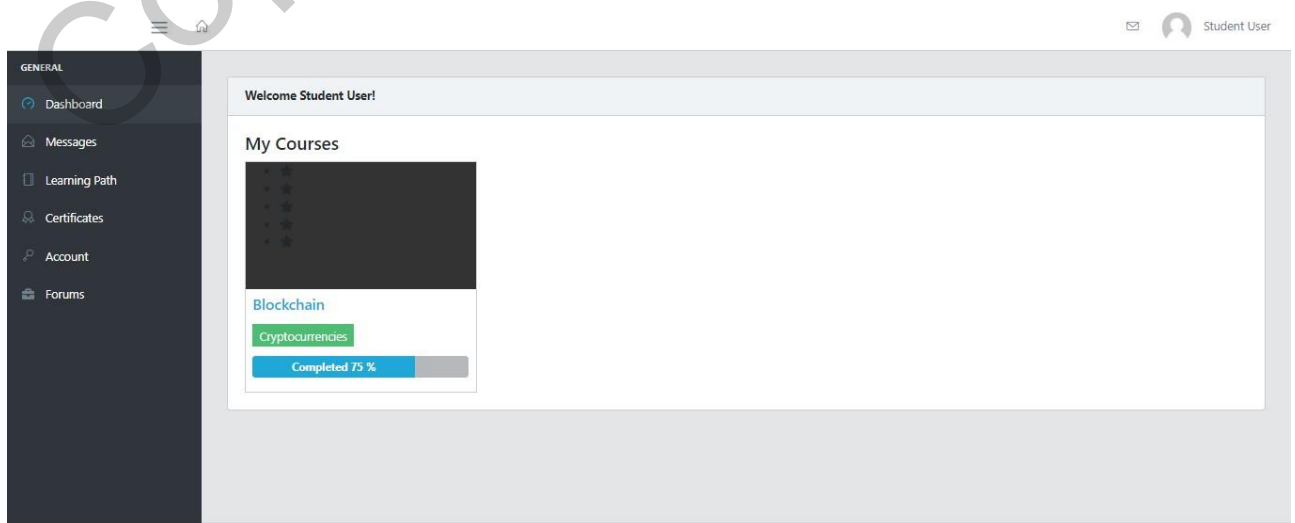 Student User
GENERAL
Dashboard
Messages
Learning Path
Certificates
Account
Forums
Welcome Student User!
My Courses
Blockchain
Cryptocurrencies
Completed 75 %